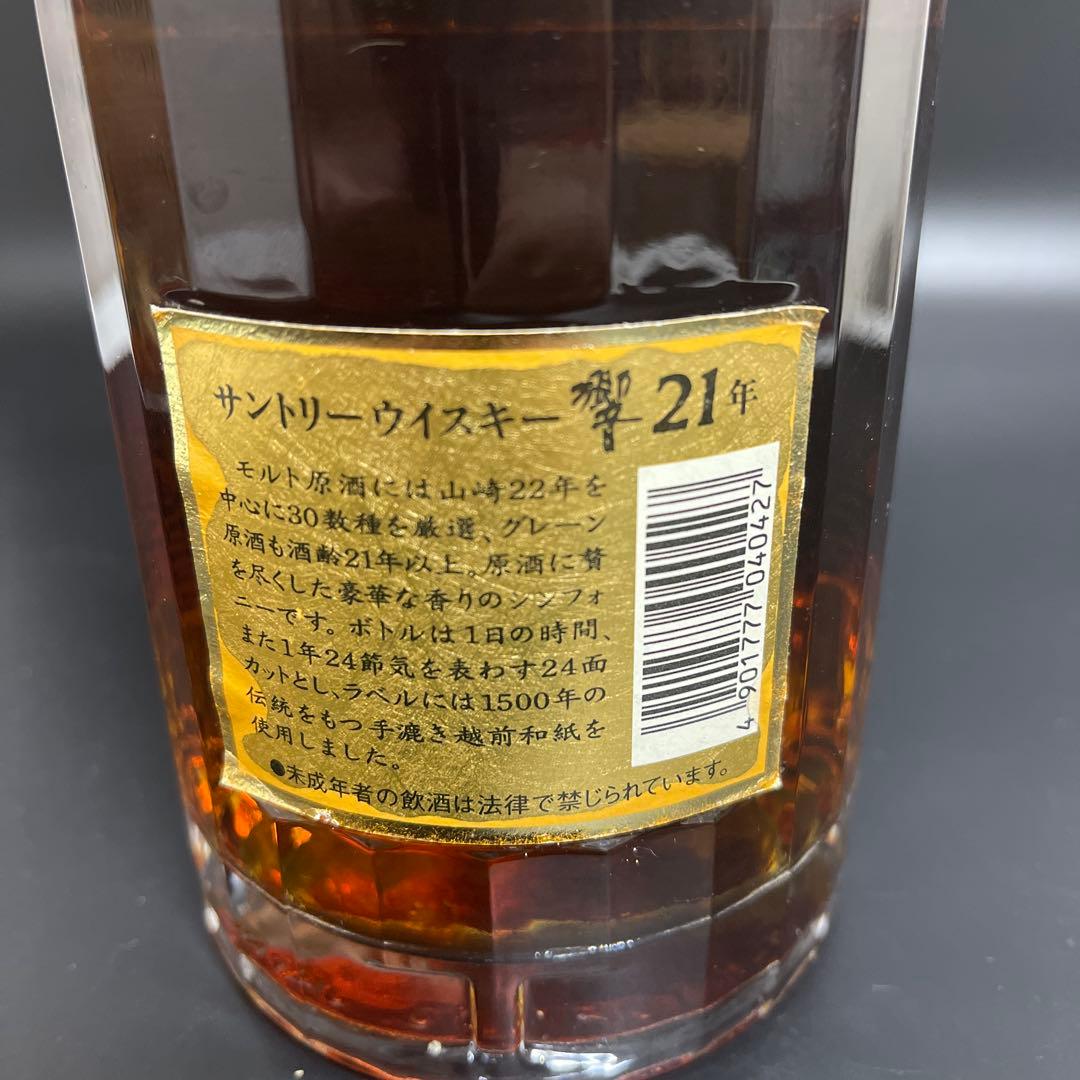 サントリーウイスキー 響 21年
モルト原酒には山崎22年を
中心に30数種を厳選、グレーン
原酒も酒齢21年以上。原酒に贅
を尽くした豪華な香りのシンフォ
ニーです。ボトルは1日の時間、
また1年24節気を表わす24面
カットとし、ラベルには1500年の
伝統をもつ手漉き越前和紙を
使用しました。
●未成年者の飲酒は法律で禁じられています。
4 901777 040427